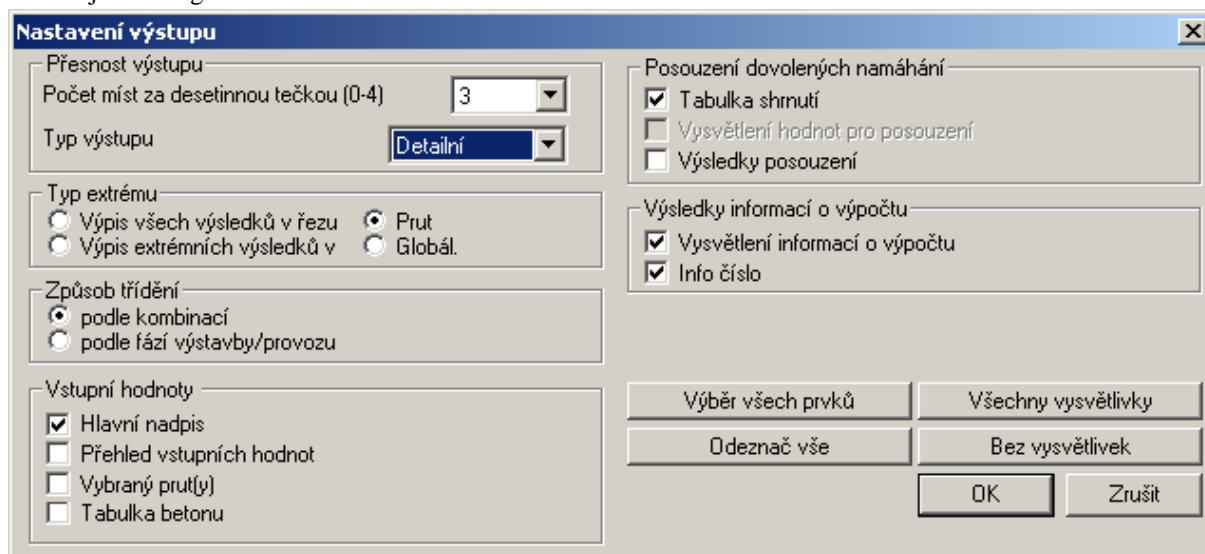 Nastavení výstupu
Přesnost výstupu
Počet míst za desetinnou tečkou (0-4) 3
Typ výstupu Detailní
Typ extrému
Výpis všech výsledků v řezu Prut
Výpis extrémních výsledků v Globál.
Způsob třídění
podle kombinací
podle fází výstavby/provozu
Vstupní hodnoty
Hlavní nadpis
Přehled vstupních hodnot
Vybraný prut(y)
Tabulka betonu
Posouzení dovolených namáhání
Tabulka shrnutí
Vysvětlení hodnot pro posouzení
Výsledky posouzení
Výsledky informací o výpočtu
Vysvětlení informací o výpočtu
Info číslo
Výběr všech prvků Všechny vysvětlivky
Odeznač vše Bez vysvětlivek
OK Zrušit